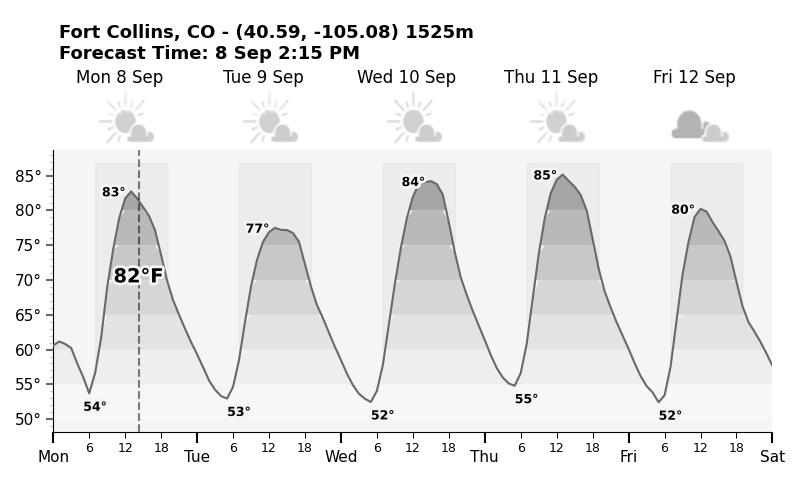 Fort Collins, CO - (40.59, -105.08) 1525m
Forecast Time: 8 Sep 2:15 PM
Mon 8 Sep Tue 9 Sep Wed 10 Sep Thu 11 Sep Fri 12 Sep
85°
80°
75°
70°
65°
60°
55°
50°
83° 77° 84° 85° 80°
82°F
54° 53° 52° 55° 52°
6 12 18 6 12 18 6 12 18 6 12 18 6 12 18
Mon Tue Wed Thu Fri Sat